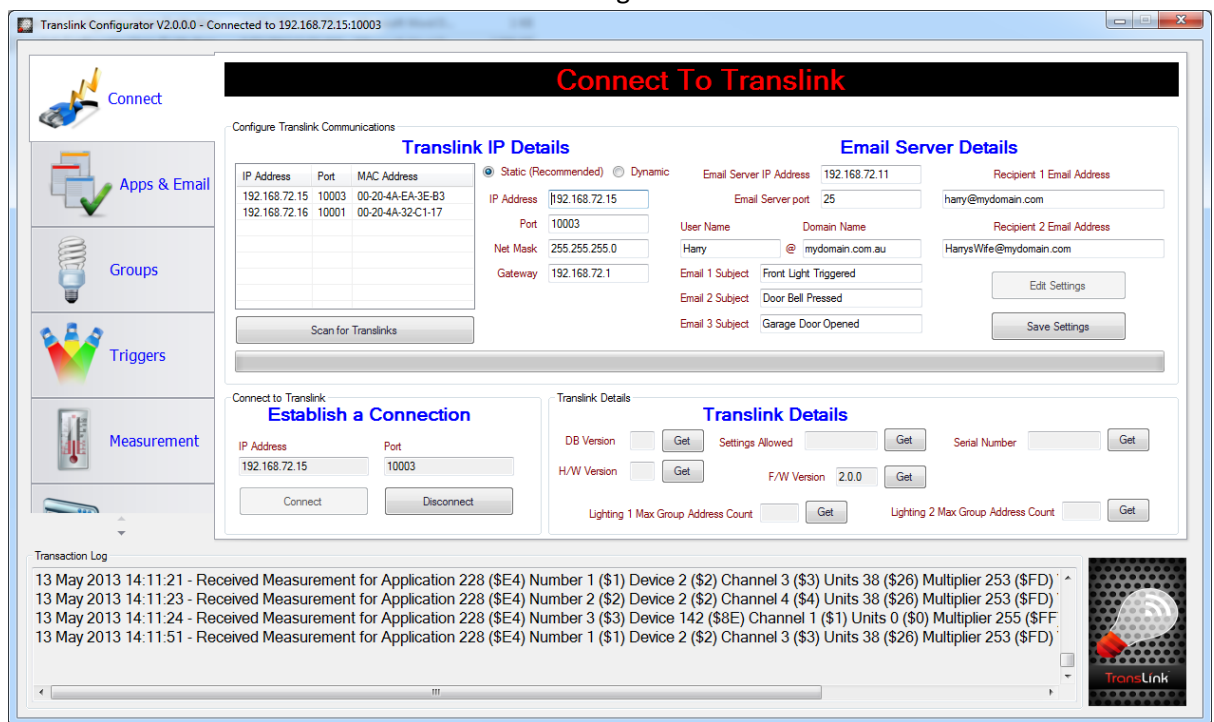 Translink Configurator V2.0.0.0 - Connected to 192.168.72.15:10003
Connect
Apps & Email
Groups
Triggers
Measurement
Connect To Translink
Configure Translink Communications
Translink IP Details
IP Address Port MAC Address
192.168.72.15 10003 00-20-4A-EA-3E-B3
192.168.72.16 10001 00-20-4A-32-C1-17
Scan for Translinks
Static (Recommended) Dynamic
IP Address 192.168.72.15
Port 10003
Net Mask 255.255.255.0
Gateway 192.168.72.1
Email Server Details
Email Server IP Address 192.168.72.11
Email Server port 25
User Name Domain Name
Harry @ mydomain.com.au
Email 1 Subject Front Light Triggered
Email 2 Subject Door Bell Pressed
Email 3 Subject Garage Door Opened
Recipient 1 Email Address
harry@mydomain.com
Recipient 2 Email Address
HarrysWife@mydomain.com
Edit Settings
Save Settings
Connect to Translink
Establish a Connection
IP Address Port
192.168.72.15 10003
Connect Disconnect
Translink Details
Translink Details
DB Version Get Settings Allowed Get Serial Number Get
H/W Version Get F/W Version 2.0.0 Get
Lighting 1 Max Group Address Count Get Lighting 2 Max Group Address Count Get
Transaction Log
13 May 2013 14:11:21 - Received Measurement for Application 228 ($E4) Number 1 ($1) Device 2 ($2) Channel 3 ($3) Units 38 ($26) Multiplier 253 ($FD)
13 May 2013 14:11:23 - Received Measurement for Application 228 ($E4) Number 2 ($2) Device 2 ($2) Channel 4 ($4) Units 38 ($26) Multiplier 253 ($FD)
13 May 2013 14:11:24 - Received Measurement for Application 228 ($E4) Number 3 ($3) Device 142 ($8E) Channel 1 ($1) Units 0 ($0) Multiplier 255 ($FF
13 May 2013 14:11:51 - Received Measurement for Application 228 ($E4) Number 1 ($1) Device 2 ($2) Channel 3 ($3) Units 38 ($26) Multiplier 253 ($FD)
TransLink